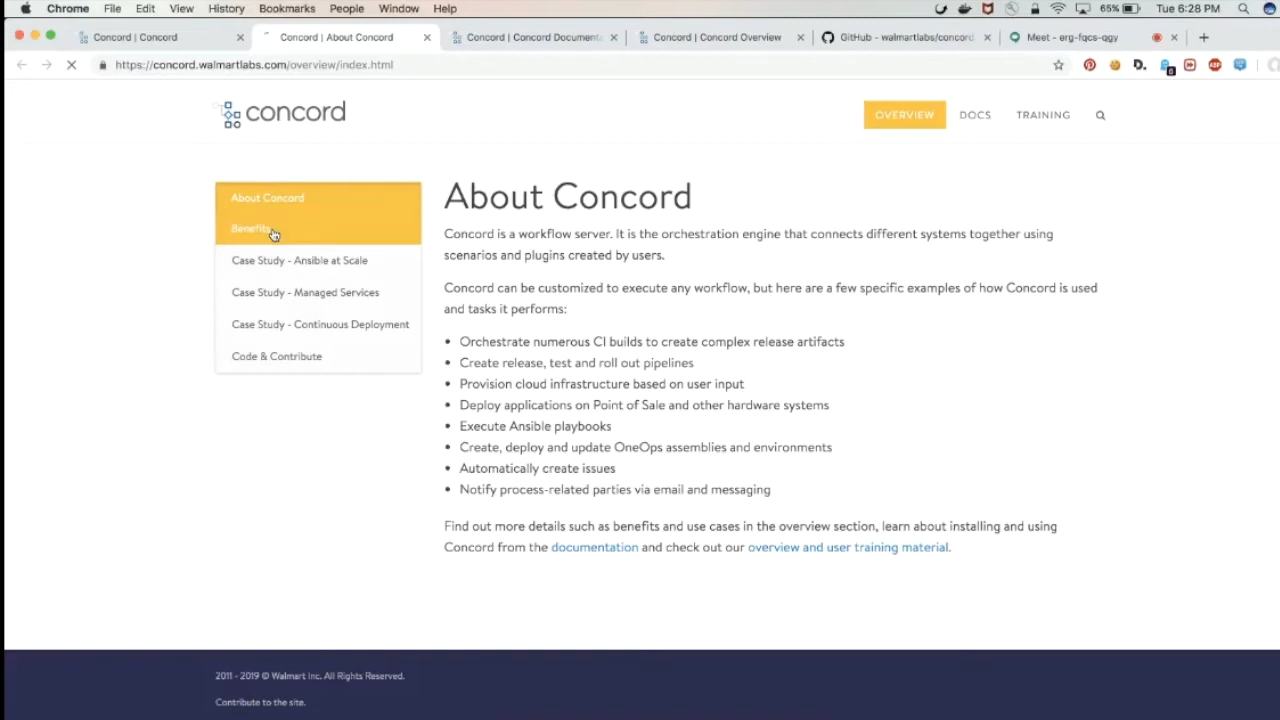 Chrome File Edit View History Bookmarks People Window Help 65% Tue 6:28 PM
Concord | Concord
Concord | About Concord
Concord | Concord Documenta
Concord | Concord Overview
GitHub - walmartlabs/concord
Meet - erg-fqcs-qgy
https://concord.walmartlabs.com/overview/index.html
concord
OVERVIEW DOCS TRAINING
About Concord
Benefits
Case Study - Ansible at Scale
Case Study - Managed Services
Case Study - Continuous Deployment
Code & Contribute
About Concord
Concord is a workflow server. It is the orchestration engine that connects different systems together using
scenarios and plugins created by users.
Concord can be customized to execute any workflow, but here are a few specific examples of how Concord is used
and tasks it performs:
• Orchestrate numerous CI builds to create complex release artifacts
• Create release, test and roll out pipelines
• Provision cloud infrastructure based on user input
• Deploy applications on Point of Sale and other hardware systems
• Execute Ansible playbooks
• Create, deploy and update OneOps assemblies and environments
• Automatically create issues
• Notify process-related parties via email and messaging
Find out more details such as benefits and use cases in the overview section, learn about installing and using
Concord from the documentation and check out our overview and user training material.
2011 - 2019 © Walmart Inc. All Rights Reserved.
Contribute to the site.